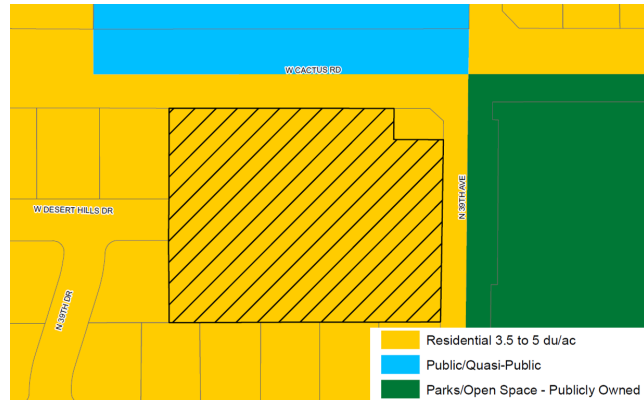 W CACTUS RD
W DESERT HILLS DR
N 39TH AVE
N 39TH DR
Residential 3.5 to 5 du/ac
Public/Quasi-Public
Parks/Open Space - Publicly Owned